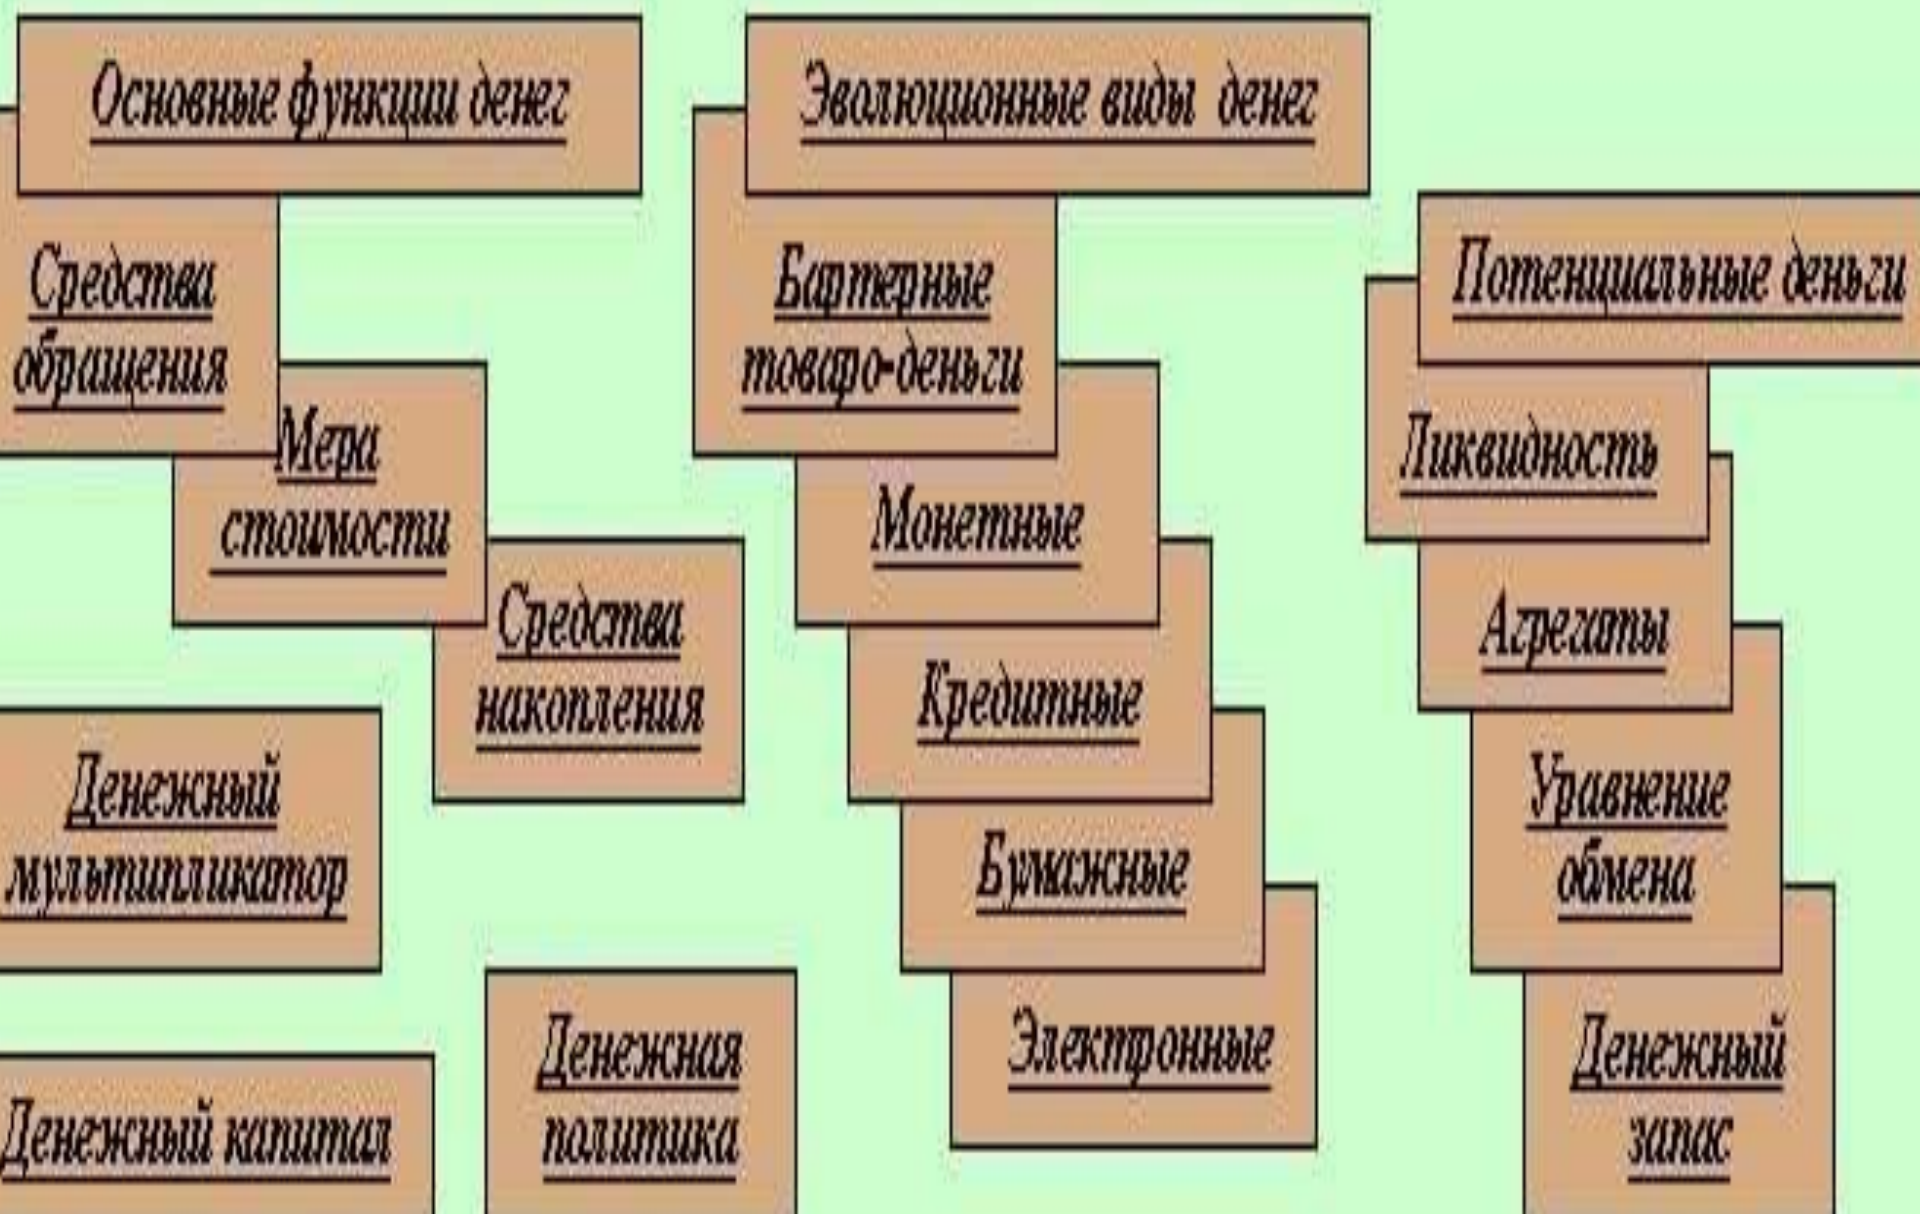 Основные функции денег
Средства
обращения
Мера
стоимости
Средства
накопления
Денежный
мультипликатор
Денежный капитал
Денежная
политика
Эволюционные виды денег
Бартерные
товаро-деньги
Монетные
Кредитные
Бумажные
Электронные
Потенциальные деньги
Ликвидность
Агрегаты
Уравнение
обмена
Денежный
запас